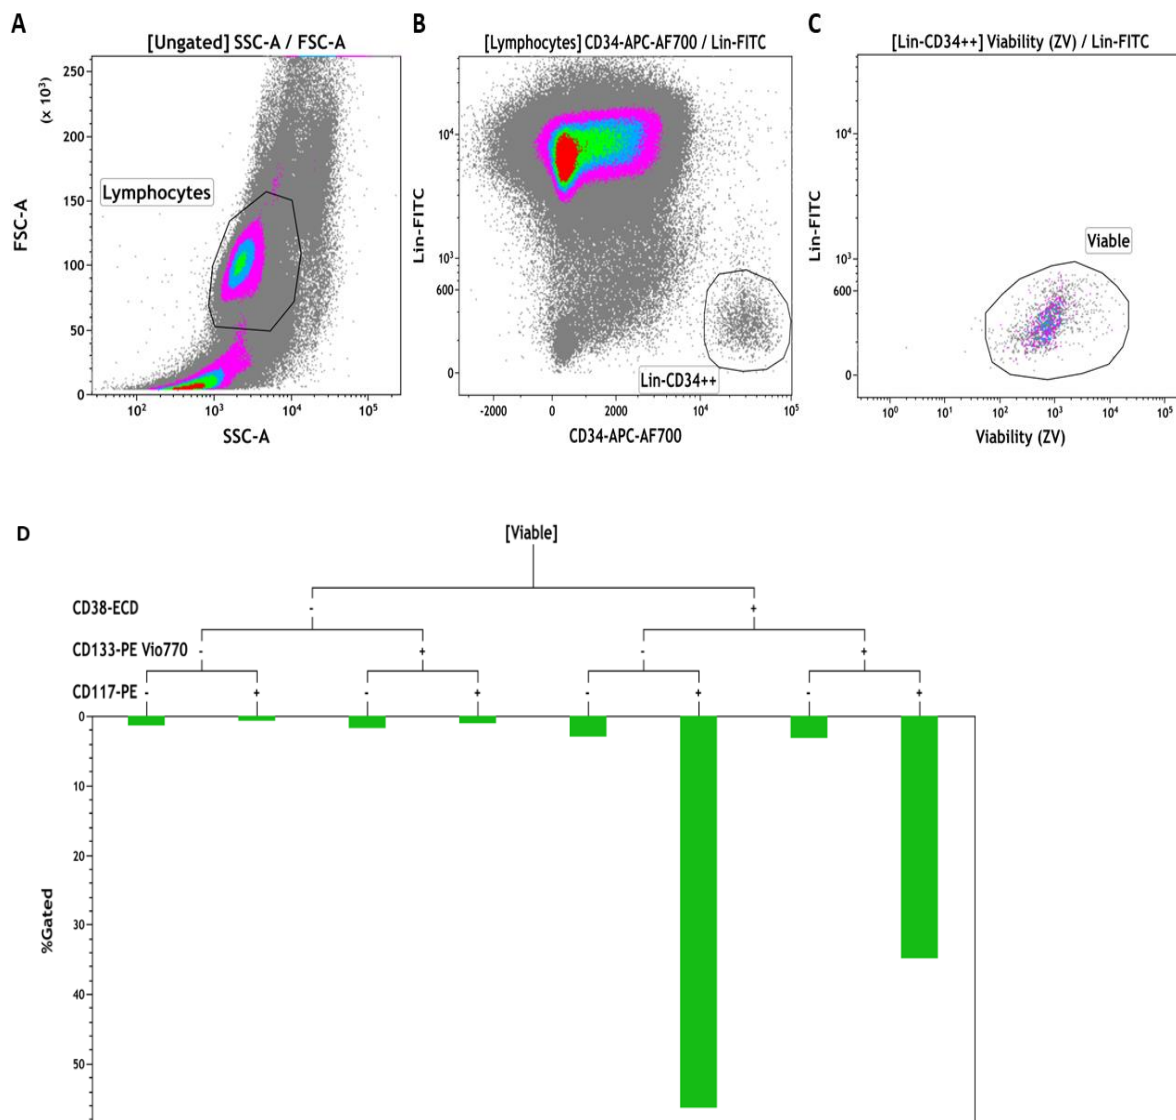 A
[Ungated] SSC-A / FSC-A
(x 10³)
250
200
150
100
50
0
FSC-A
Lymphocytes
10² 10³ 10⁴ 10⁵
SSC-A
B
[Lymphocytes] CD34-APC-AF700 / Lin-FITC
10⁴
10³
600
0
Lin-FITC
Lin-CD34++
-2000 0 2000 10⁴ 10⁵
CD34-APC-AF700
C
[Lin-CD34++] Viability (ZV) / Lin-FITC
10⁴
10³
600
0
Lin-FITC
Viable
10⁰ 10¹ 10² 10³ 10⁴ 10⁵
Viability (ZV)
D
[Viable]
CD38-ECD - +
CD133-PE Vio770 - + - +
CD117-PE - + - + - + - +
0
10
20
30
40
50
%Gated